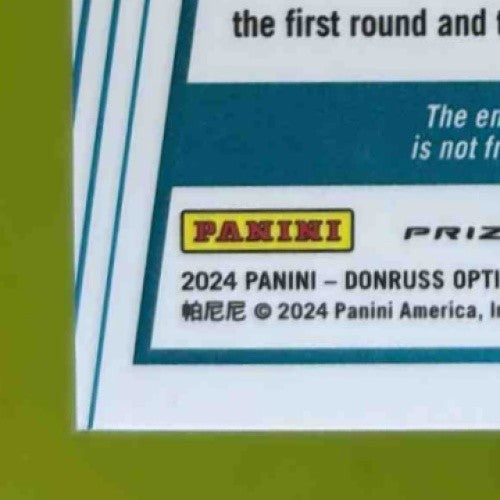 the first round and
The en
is not fr
PANINI PRIZ
2024 PANINI – DONRUSS OPTI
帕尼尼 © 2024 Panini America, I